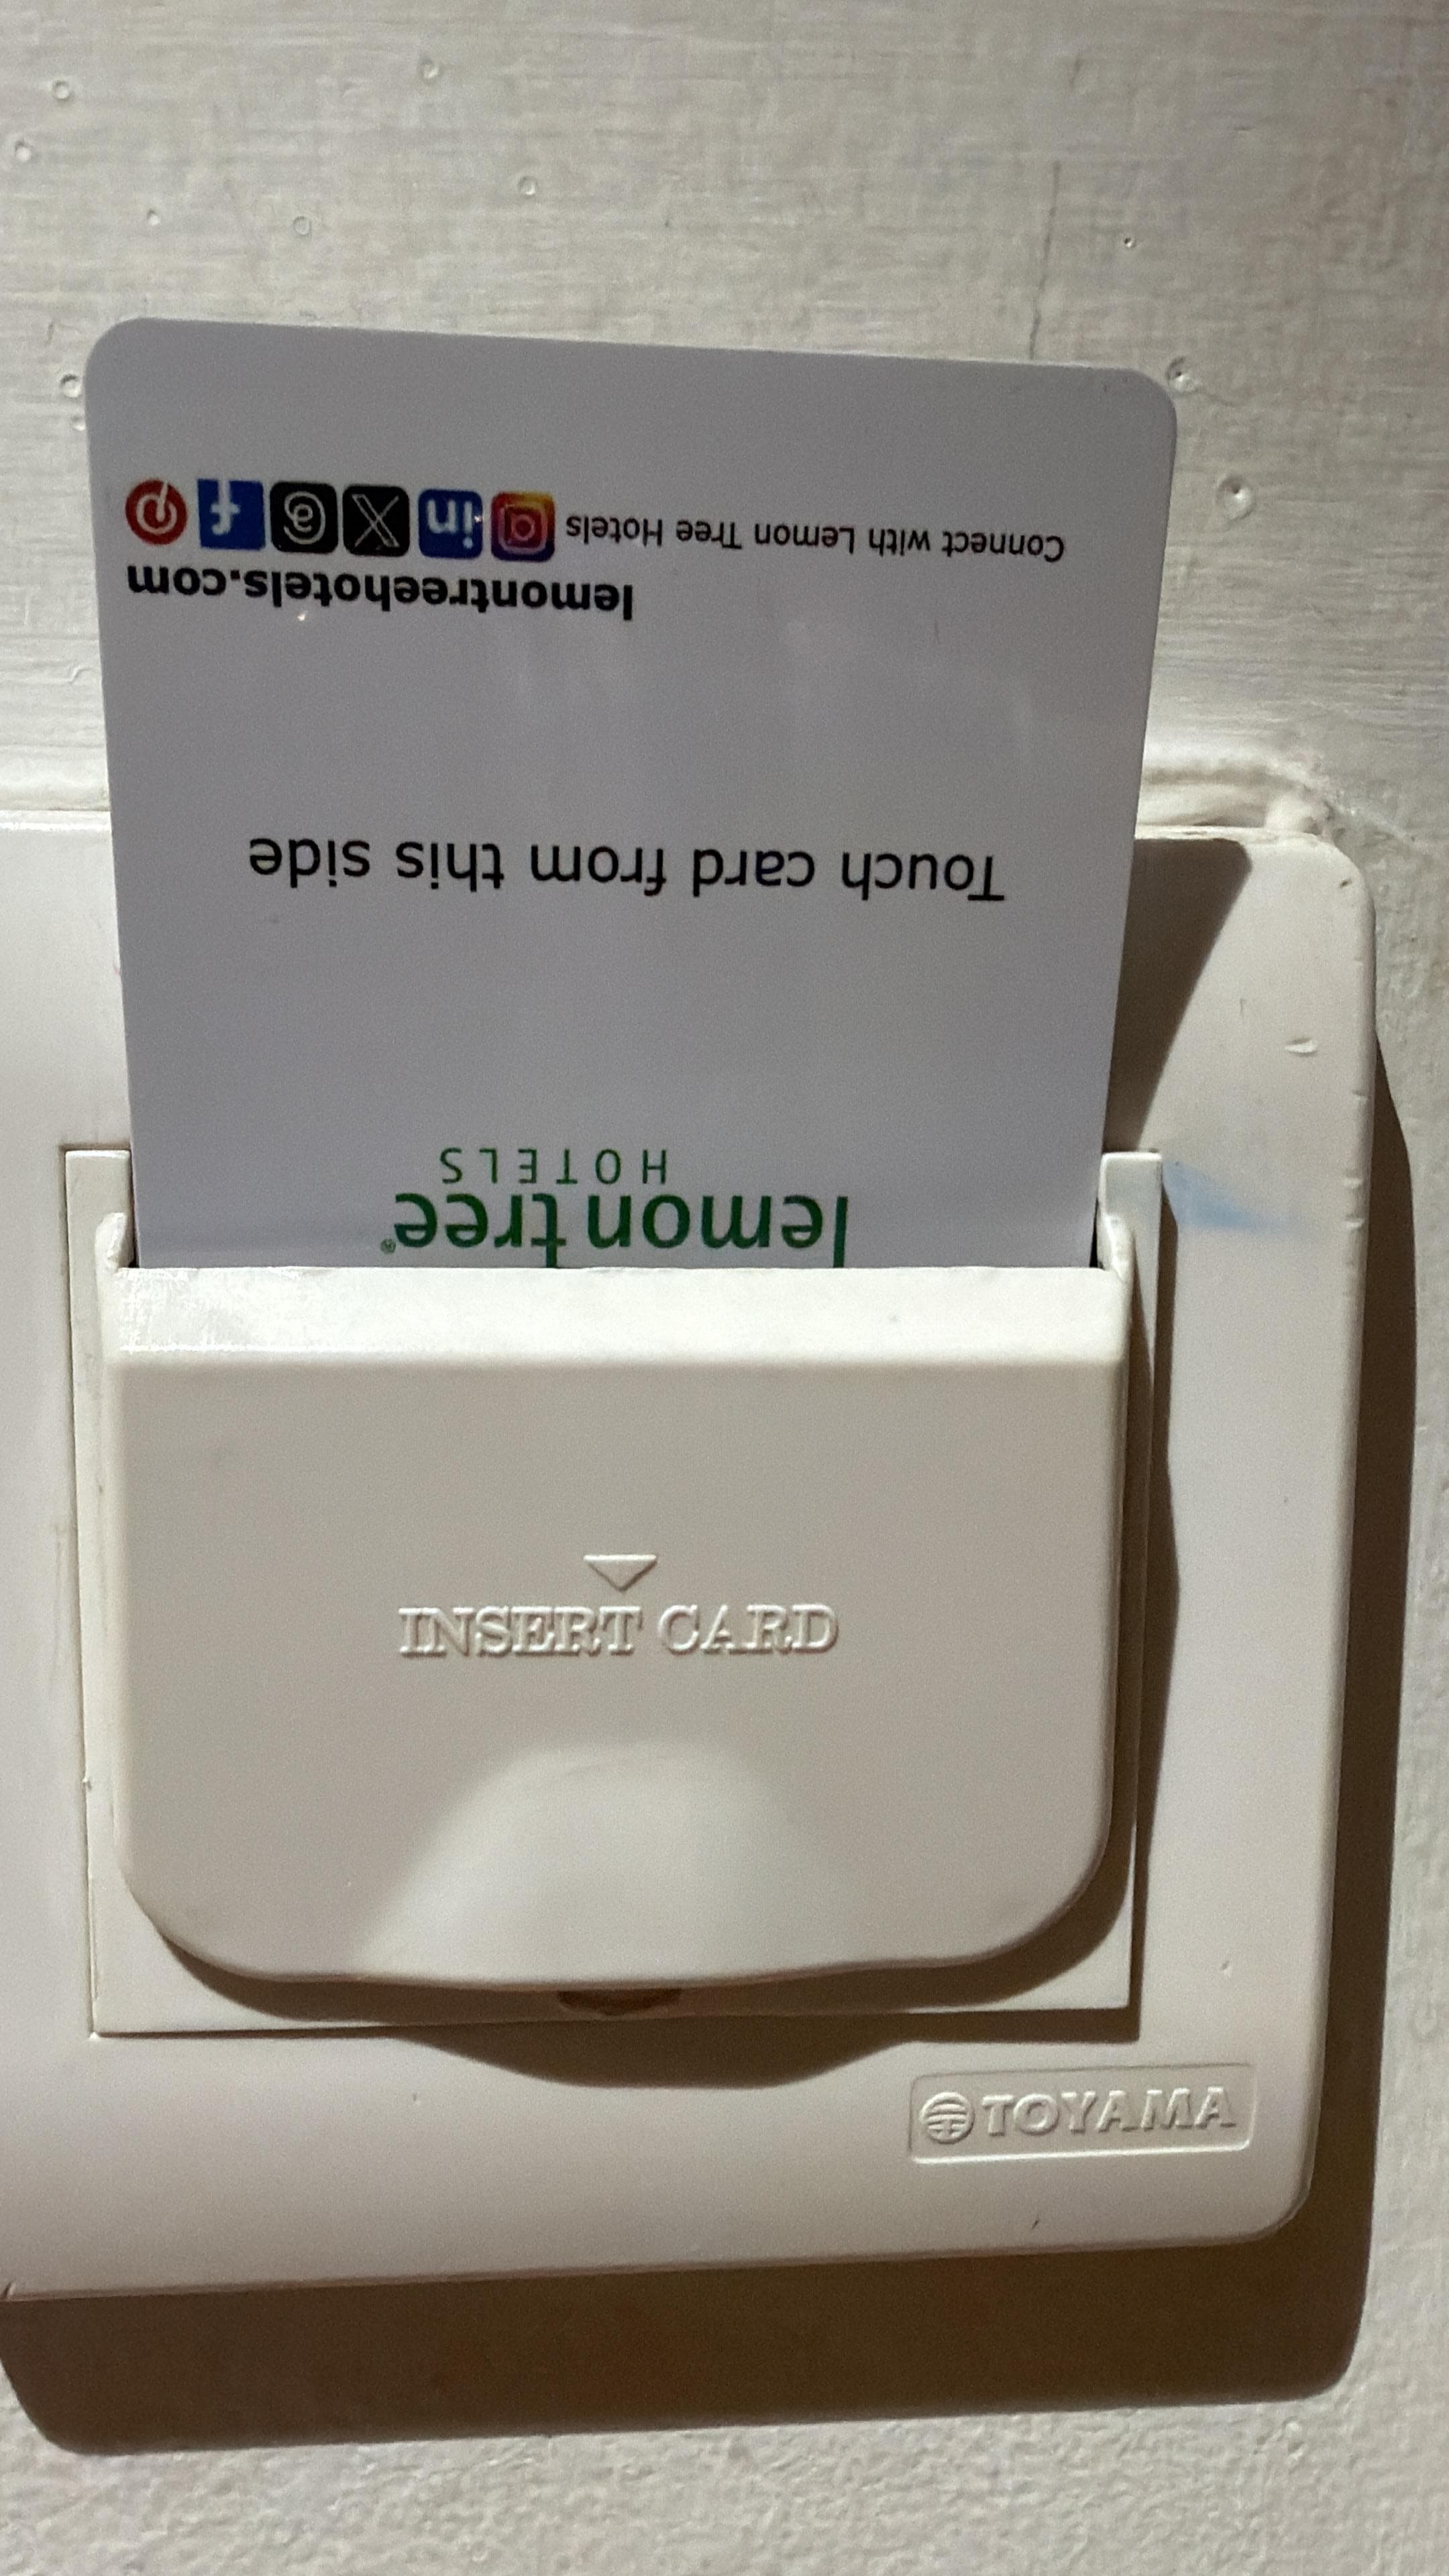 Connect with Lemon Tree Hotels
lemontreehotels.com
Touch card from this side
lemon tree®
HOTELS
INSERT CARD
TOYAMA